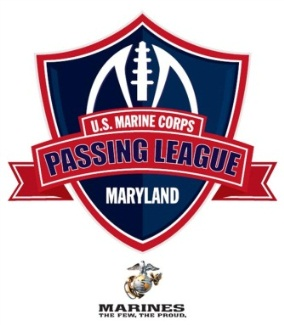 U.S. MARINE CORPS
PASSING LEAGUE
MARYLAND
MARINES
THE FEW. THE PROUD.